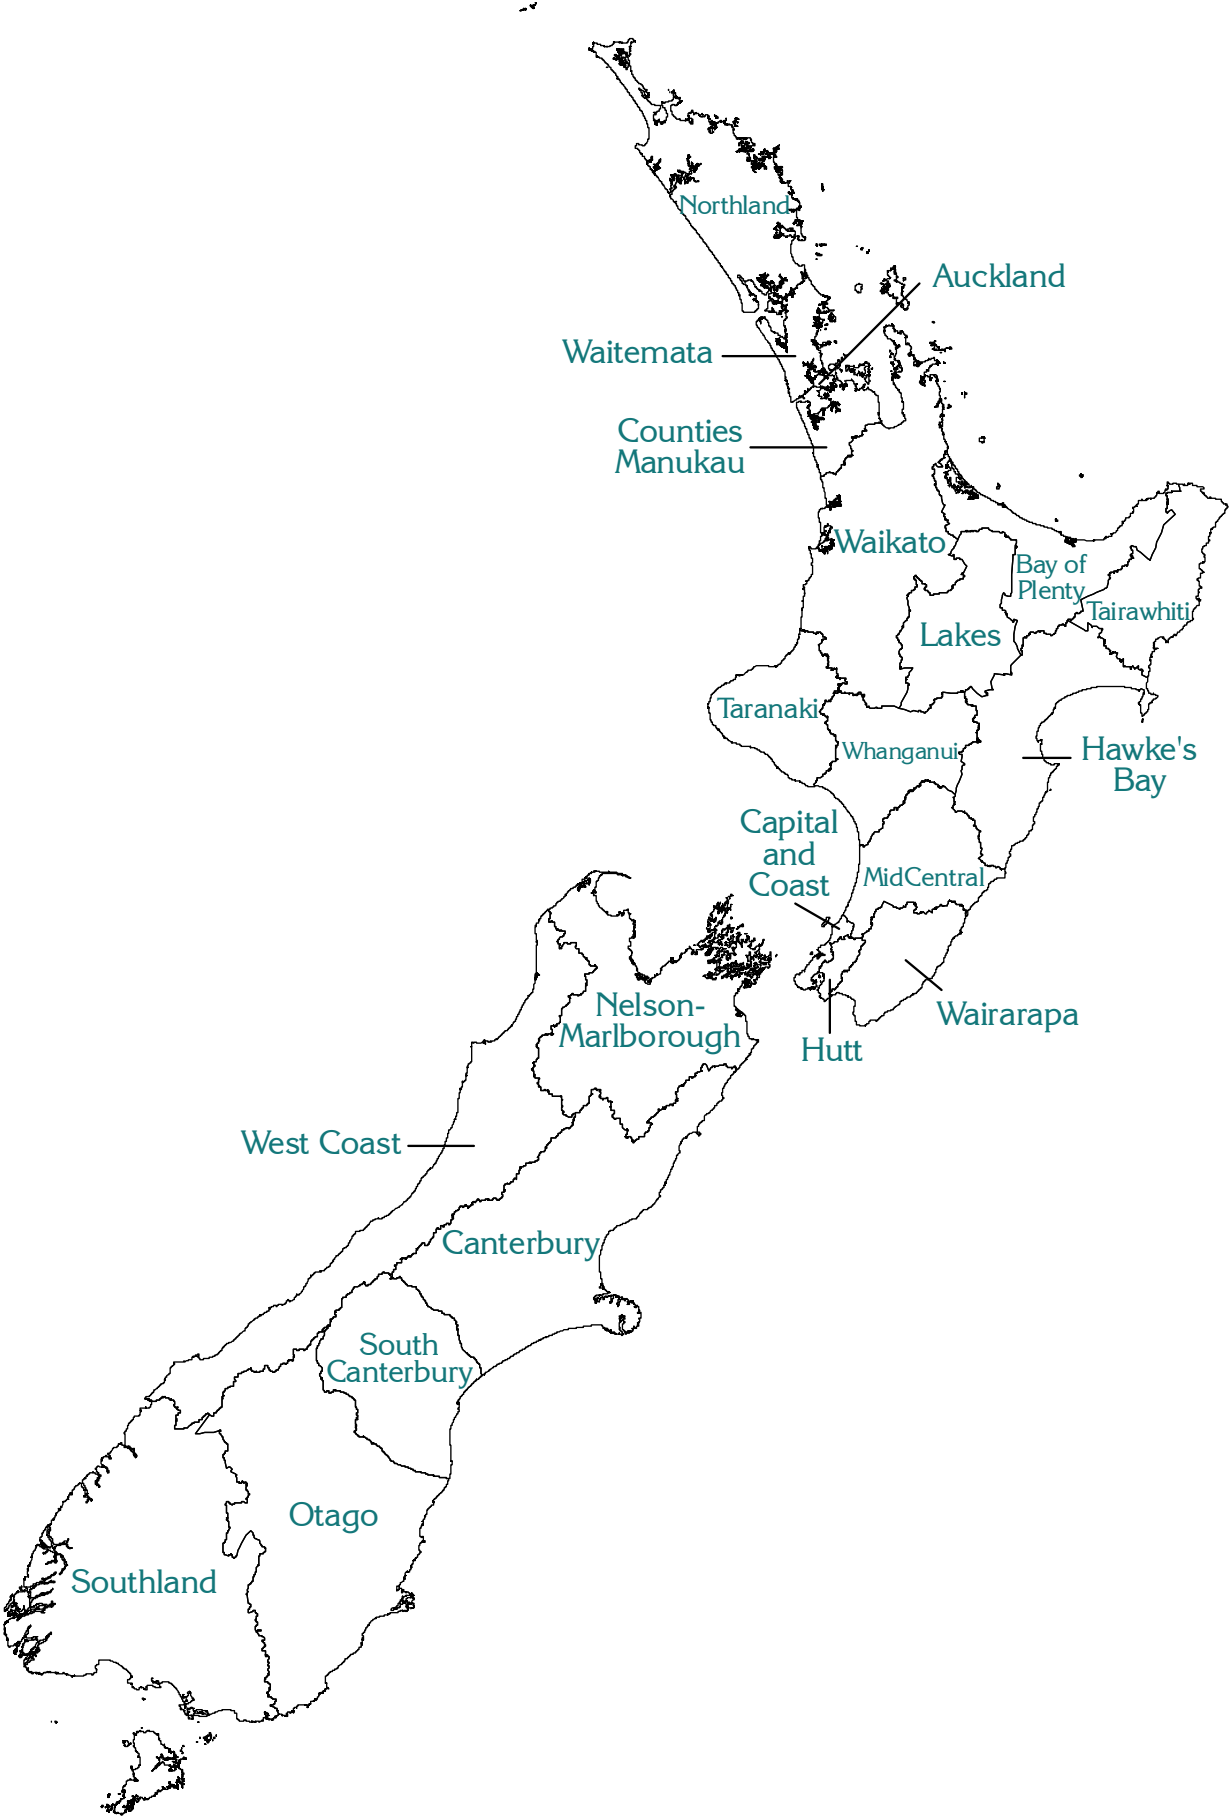 Northland
Auckland
Waitemata
Counties
Manukau
Waikato
Bay of
Plenty
Tairawhiti
Lakes
Taranaki
Whanganui
Hawke's
Bay
Capital
and
Coast
MidCentral
Nelson-
Marlborough
Wairarapa
Hutt
West Coast
Canterbury
South
Canterbury
Otago
Southland